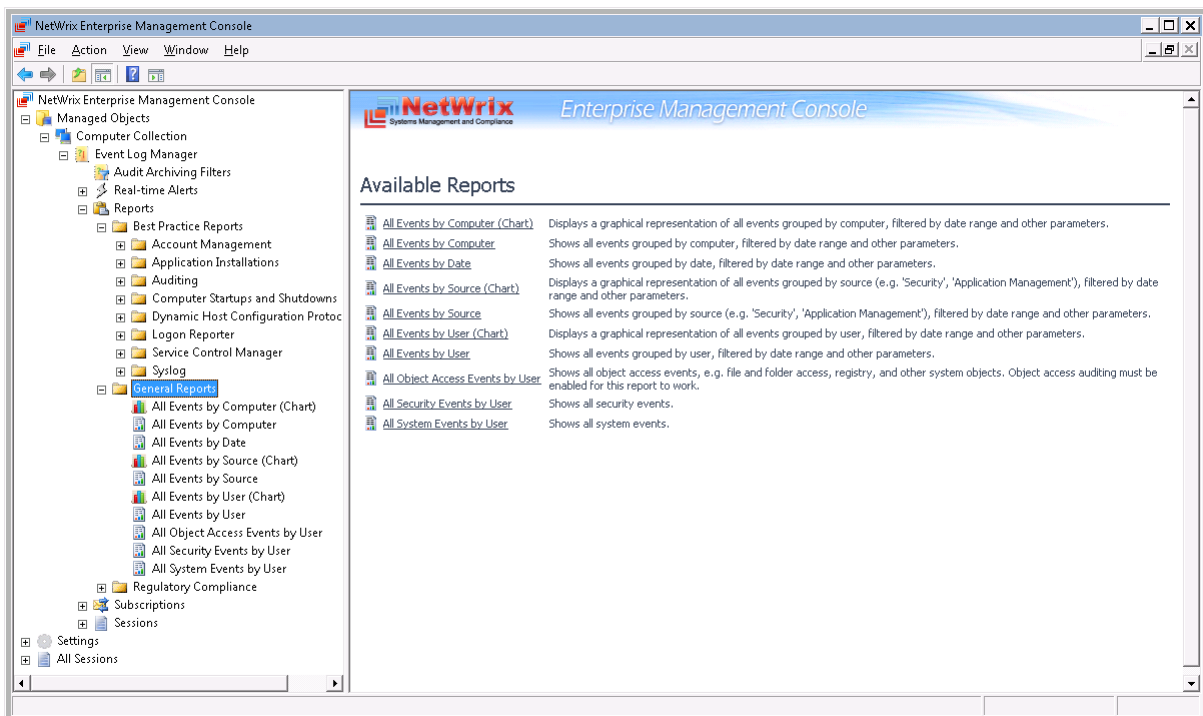 NetWrix Enterprise Management Console
File Action View Window Help
NetWrix Enterprise Management Console
Managed Objects
Computer Collection
Event Log Manager
Audit Archiving Filters
Real-time Alerts
Reports
Best Practice Reports
Account Management
Application Installations
Auditing
Computer Startups and Shutdowns
Dynamic Host Configuration Protoc
Logon Reporter
Service Control Manager
Syslog
General Reports
All Events by Computer (Chart)
All Events by Computer
All Events by Date
All Events by Source (Chart)
All Events by Source
All Events by User (Chart)
All Events by User
All Object Access Events by User
All Security Events by User
All System Events by User
Regulatory Compliance
Subscriptions
Sessions
Settings
All Sessions
NetWrix
Systems Management and Compliance
Enterprise Management Console
Available Reports
All Events by Computer (Chart) Displays a graphical representation of all events grouped by computer, filtered by date range and other parameters.
All Events by Computer Shows all events grouped by computer, filtered by date range and other parameters.
All Events by Date Shows all events grouped by date, filtered by date range and other parameters.
All Events by Source (Chart) Displays a graphical representation of all events grouped by source (e.g. 'Security', 'Application Management'), filtered by date
range and other parameters.
All Events by Source Shows all events grouped by source (e.g. 'Security', 'Application Management'), filtered by date range and other parameters.
All Events by User (Chart) Displays a graphical representation of all events grouped by user, filtered by date range and other parameters.
All Events by User Shows all events grouped by user, filtered by date range and other parameters.
All Object Access Events by User Shows all object access events, e.g. file and folder access, registry, and other system objects. Object access auditing must be
enabled for this report to work.
All Security Events by User Shows all security events.
All System Events by User Shows all system events.